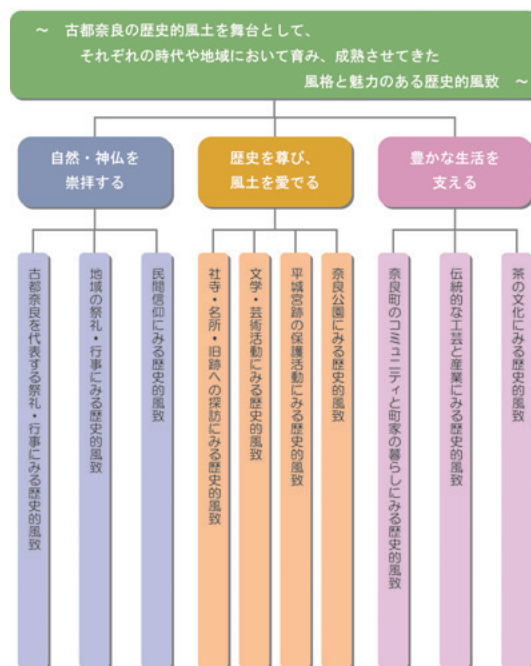 ～ 古都奈良の歴史的風土を舞台として、
それぞれの時代や地域において育み、成熟させてきた
風格と魅力のある歴史的風致 ～
自然・神仏を
崇拝する
歴史を尊び、
風土を愛でる
豊かな生活を
支える
古都奈良を代表する祭礼・行事にみる歴史的風致
地域の祭礼・行事にみる歴史的風致
民間信仰にみる歴史的風致
社寺・名所・旧跡への探訪にみる歴史的風致
文学・芸術活動にみる歴史的風致
平城宮跡の保護活動にみる歴史的風致
奈良公園にみる歴史的風致
奈良町のコミュニティと町家の暮らしにみる歴史的風致
伝統的な工芸と産業にみる歴史的風致
茶の文化にみる歴史的風致